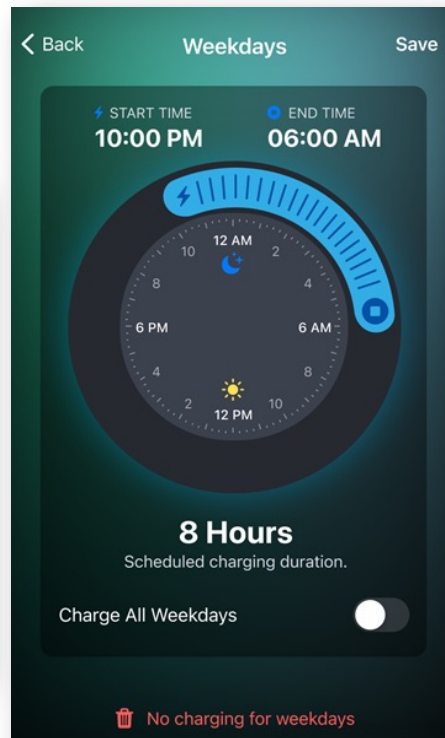 Back
Weekdays
Save
START TIME
10:00 PM
END TIME
06:00 AM
12 AM
2
4
6 AM
8
10
12 PM
2
4
6 PM
8
10
8 Hours
Scheduled charging duration.
Charge All Weekdays
No charging for weekdays